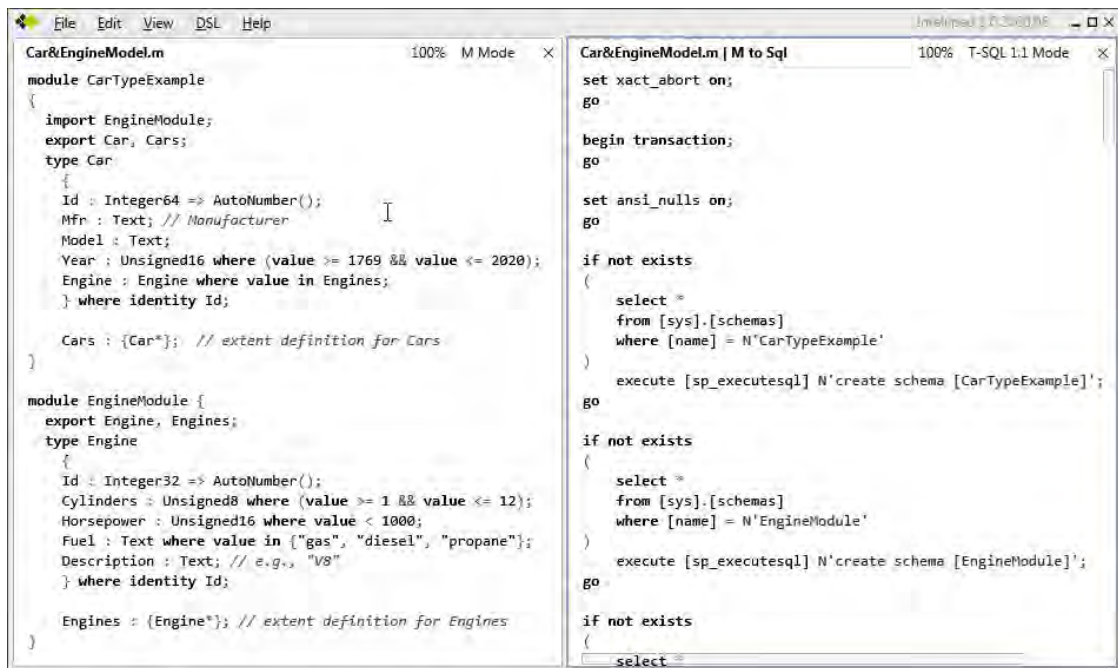 File Edit View DSL Help
Car&EngineModel.m 100% M Mode ×
module CarTypeExample
{
import EngineModule;
export Car, Cars;
type Car
{
Id : Integer64 => AutoNumber();
Mfr : Text; // Manufacturer
Model : Text;
Year : Unsigned16 where (value >= 1769 && value <= 2020);
Engine : Engine where value in Engines;
} where identity Id;
Cars : {Car*}; // extent definition for Cars
}
module EngineModule {
export Engine, Engines;
type Engine
{
Id : Integer32 => AutoNumber();
Cylinders : Unsigned8 where (value >= 1 && value <= 12);
Horsepower : Unsigned16 where value < 1000;
Fuel : Text where value in {"gas", "diesel", "propane"};
Description : Text; // e.g., "V8"
} where identity Id;
Engines : {Engine*}; // extent definition for Engines
}
Car&EngineModel.m | M to Sql 100% T-SQL 1:1 Mode ×
set xact_abort on;
go
begin transaction;
go
set ansi_nulls on;
go
if not exists
(
select *
from [sys].[schemas]
where [name] = N'CarTypeExample'
)
execute [sp_executesql] N'create schema [CarTypeExample]';
go
if not exists
(
select *
from [sys].[schemas]
where [name] = N'EngineModule'
)
execute [sp_executesql] N'create schema [EngineModule]';
go
if not exists
(
select *